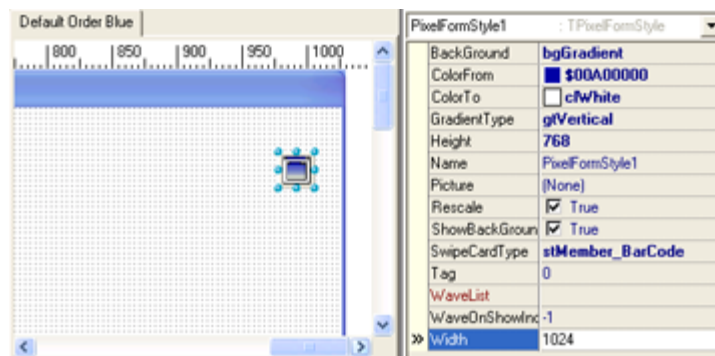 Default Order Blue
800 850 900 950 1000
PixelFormStyle1 : TPixelFormStyle
BackGround bgGradient
ColorFrom $00A00000
ColorTo clWhite
GradientType gtVertical
Height 768
Name PixelFormStyle1
Picture (None)
Rescale True
ShowBackGroun True
SwipeCardType stMember_BarCode
Tag 0
WaveList
WaveOnShowInd -1
» Width 1024